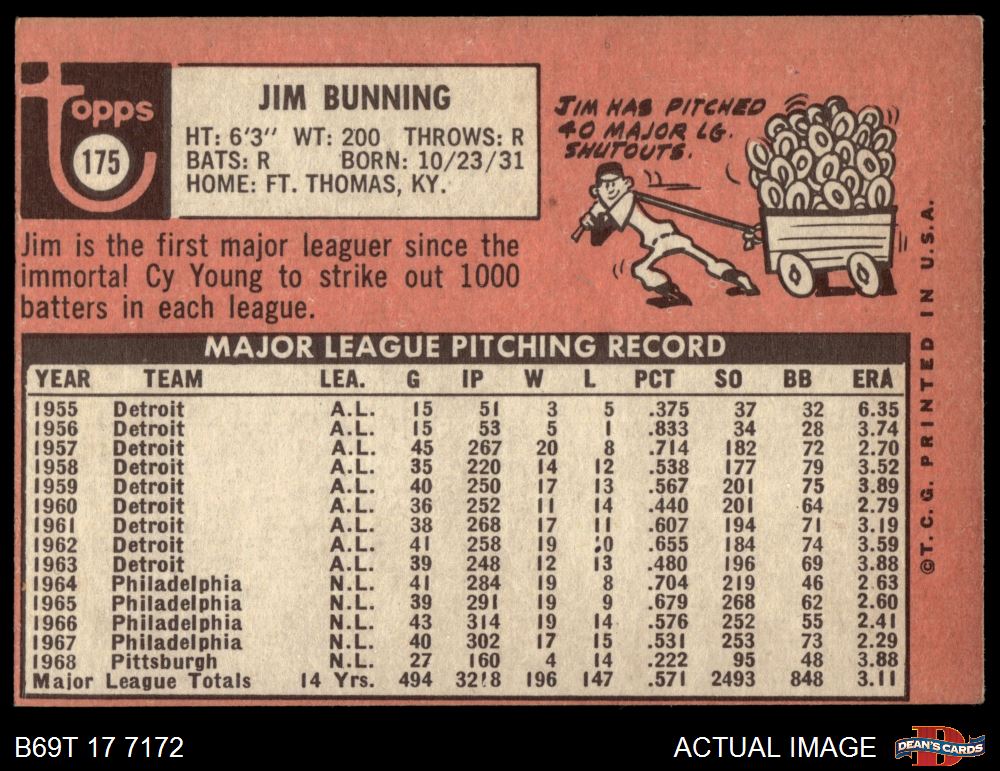 Topps
175
JIM BUNNING
HT: 6'3" WT: 200 THROWS: R
BATS: R BORN: 10/23/31
HOME: FT. THOMAS, KY.
JIM HAS PITCHED
40 MAJOR LG.
SHUTOUTS.
Jim is the first major leaguer since the
immortal Cy Young to strike out 1000
batters in each league.
MAJOR LEAGUE PITCHING RECORD
YEAR TEAM LEA. G IP W L PCT SO BB ERA
1955 Detroit A.L. 15 51 3 5 .375 37 32 6.35
1956 Detroit A.L. 15 53 5 1 .833 34 28 3.74
1957 Detroit A.L. 45 267 20 8 .714 182 72 2.70
1958 Detroit A.L. 35 220 14 12 .538 177 79 3.52
1959 Detroit A.L. 40 250 17 13 .567 201 75 3.89
1960 Detroit A.L. 36 252 11 14 .440 201 64 2.79
1961 Detroit A.L. 38 268 17 11 .607 194 71 3.19
1962 Detroit A.L. 41 258 19 10 .655 184 74 3.59
1963 Detroit A.L. 39 248 12 13 .480 196 69 3.88
1964 Philadelphia N.L. 41 284 19 8 .704 219 46 2.63
1965 Philadelphia N.L. 39 291 19 9 .679 268 62 2.60
1966 Philadelphia N.L. 43 314 19 14 .576 252 55 2.41
1967 Philadelphia N.L. 40 302 17 15 .531 253 73 2.29
1968 Pittsburgh N.L. 27 160 4 14 .222 95 48 3.88
Major League Totals 14 Yrs. 494 3218 196 147 .571 2493 848 3.11
©T.C.G. PRINTED IN U.S.A.
B69T 17 7172
ACTUAL IMAGE
DEAN'S CARDS